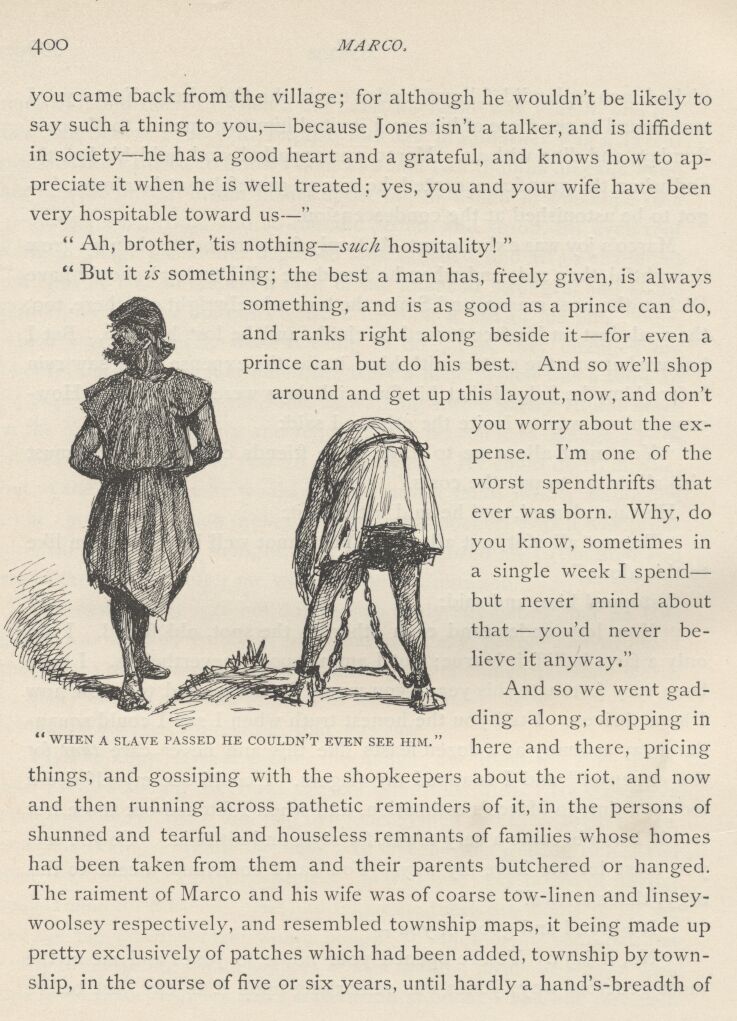 400
MARCO.
you came back from the village; for although he wouldn't be likely to
say such a thing to you,— because Jones isn't a talker, and is diffident
in society—he has a good heart and a grateful, and knows how to ap-
preciate it when he is well treated; yes, you and your wife have been
very hospitable toward us—"
" Ah, brother, 'tis nothing—such hospitality! "
" But it is something; the best a man has, freely given, is always
something, and is as good as a prince can do,
and ranks right along beside it—for even a
prince can but do his best. And so we'll shop
around and get up this layout, now, and don't
you worry about the ex-
pense. I'm one of the
worst spendthrifts that
ever was born. Why, do
you know, sometimes in
a single week I spend—
but never mind about
that — you'd never be-
lieve it anyway."
And so we went gad-
ding along, dropping in
here and there, pricing
"WHEN A SLAVE PASSED HE COULDN'T EVEN SEE HIM."
things, and gossiping with the shopkeepers about the riot, and now
and then running across pathetic reminders of it, in the persons of
shunned and tearful and houseless remnants of families whose homes
had been taken from them and their parents butchered or hanged.
The raiment of Marco and his wife was of coarse tow-linen and linsey-
woolsey respectively, and resembled township maps, it being made up
pretty exclusively of patches which had been added, township by town-
ship, in the course of five or six years, until hardly a hand's-breadth of